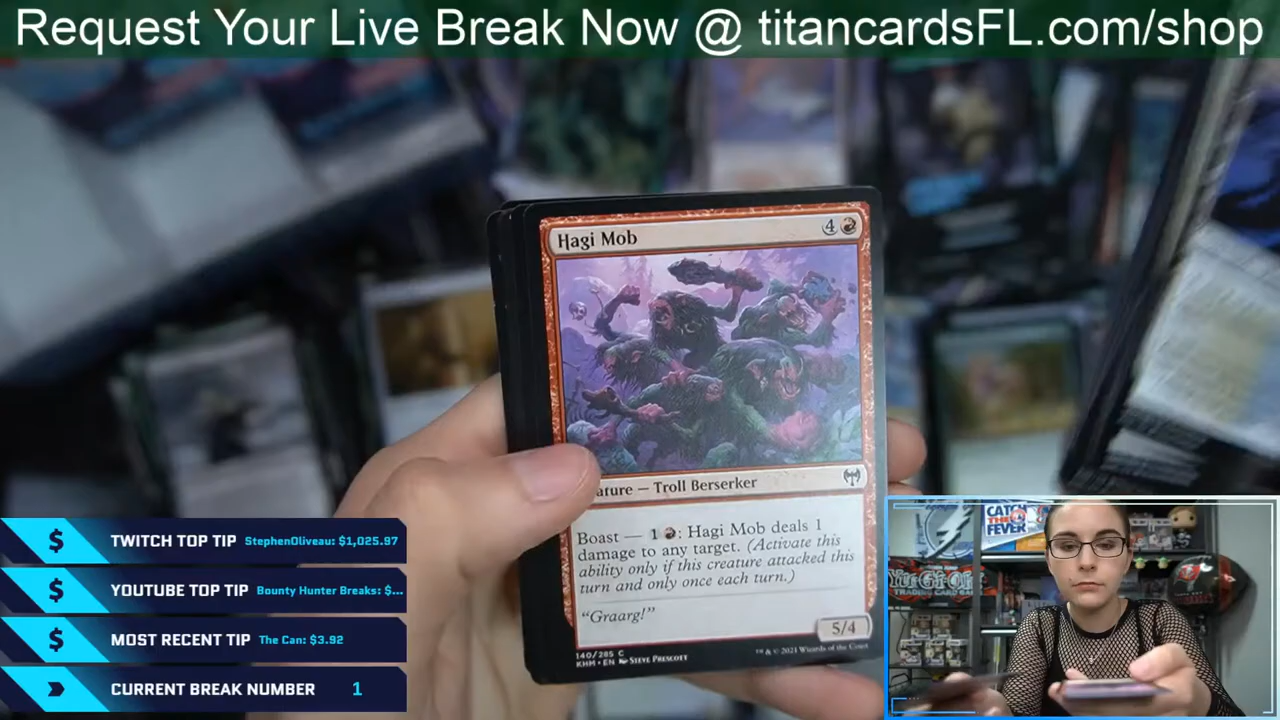 Request Your Live Break Now @ titancardsFL.com/shop
Hagi Mob 4
ature — Troll Berserker
Boast — 1 : Hagi Mob deals 1
damage to any target. (Activate this
ability only if this creature attacked this
turn and only once each turn.)
"Graarg!"
5/4
140/285 C
KHM • EN Steve Prescott
™ & © 2021 Wizards of the Coast
$ TWITCH TOP TIP StephenOliveau: $1,025.97
$ YOUTUBE TOP TIP Bounty Hunter Breaks: $...
$ MOST RECENT TIP The Can: $3.92
CURRENT BREAK NUMBER 1
CATCH
THE
FEVER
Yu-Gi-Oh!
TRADING CARD GAME